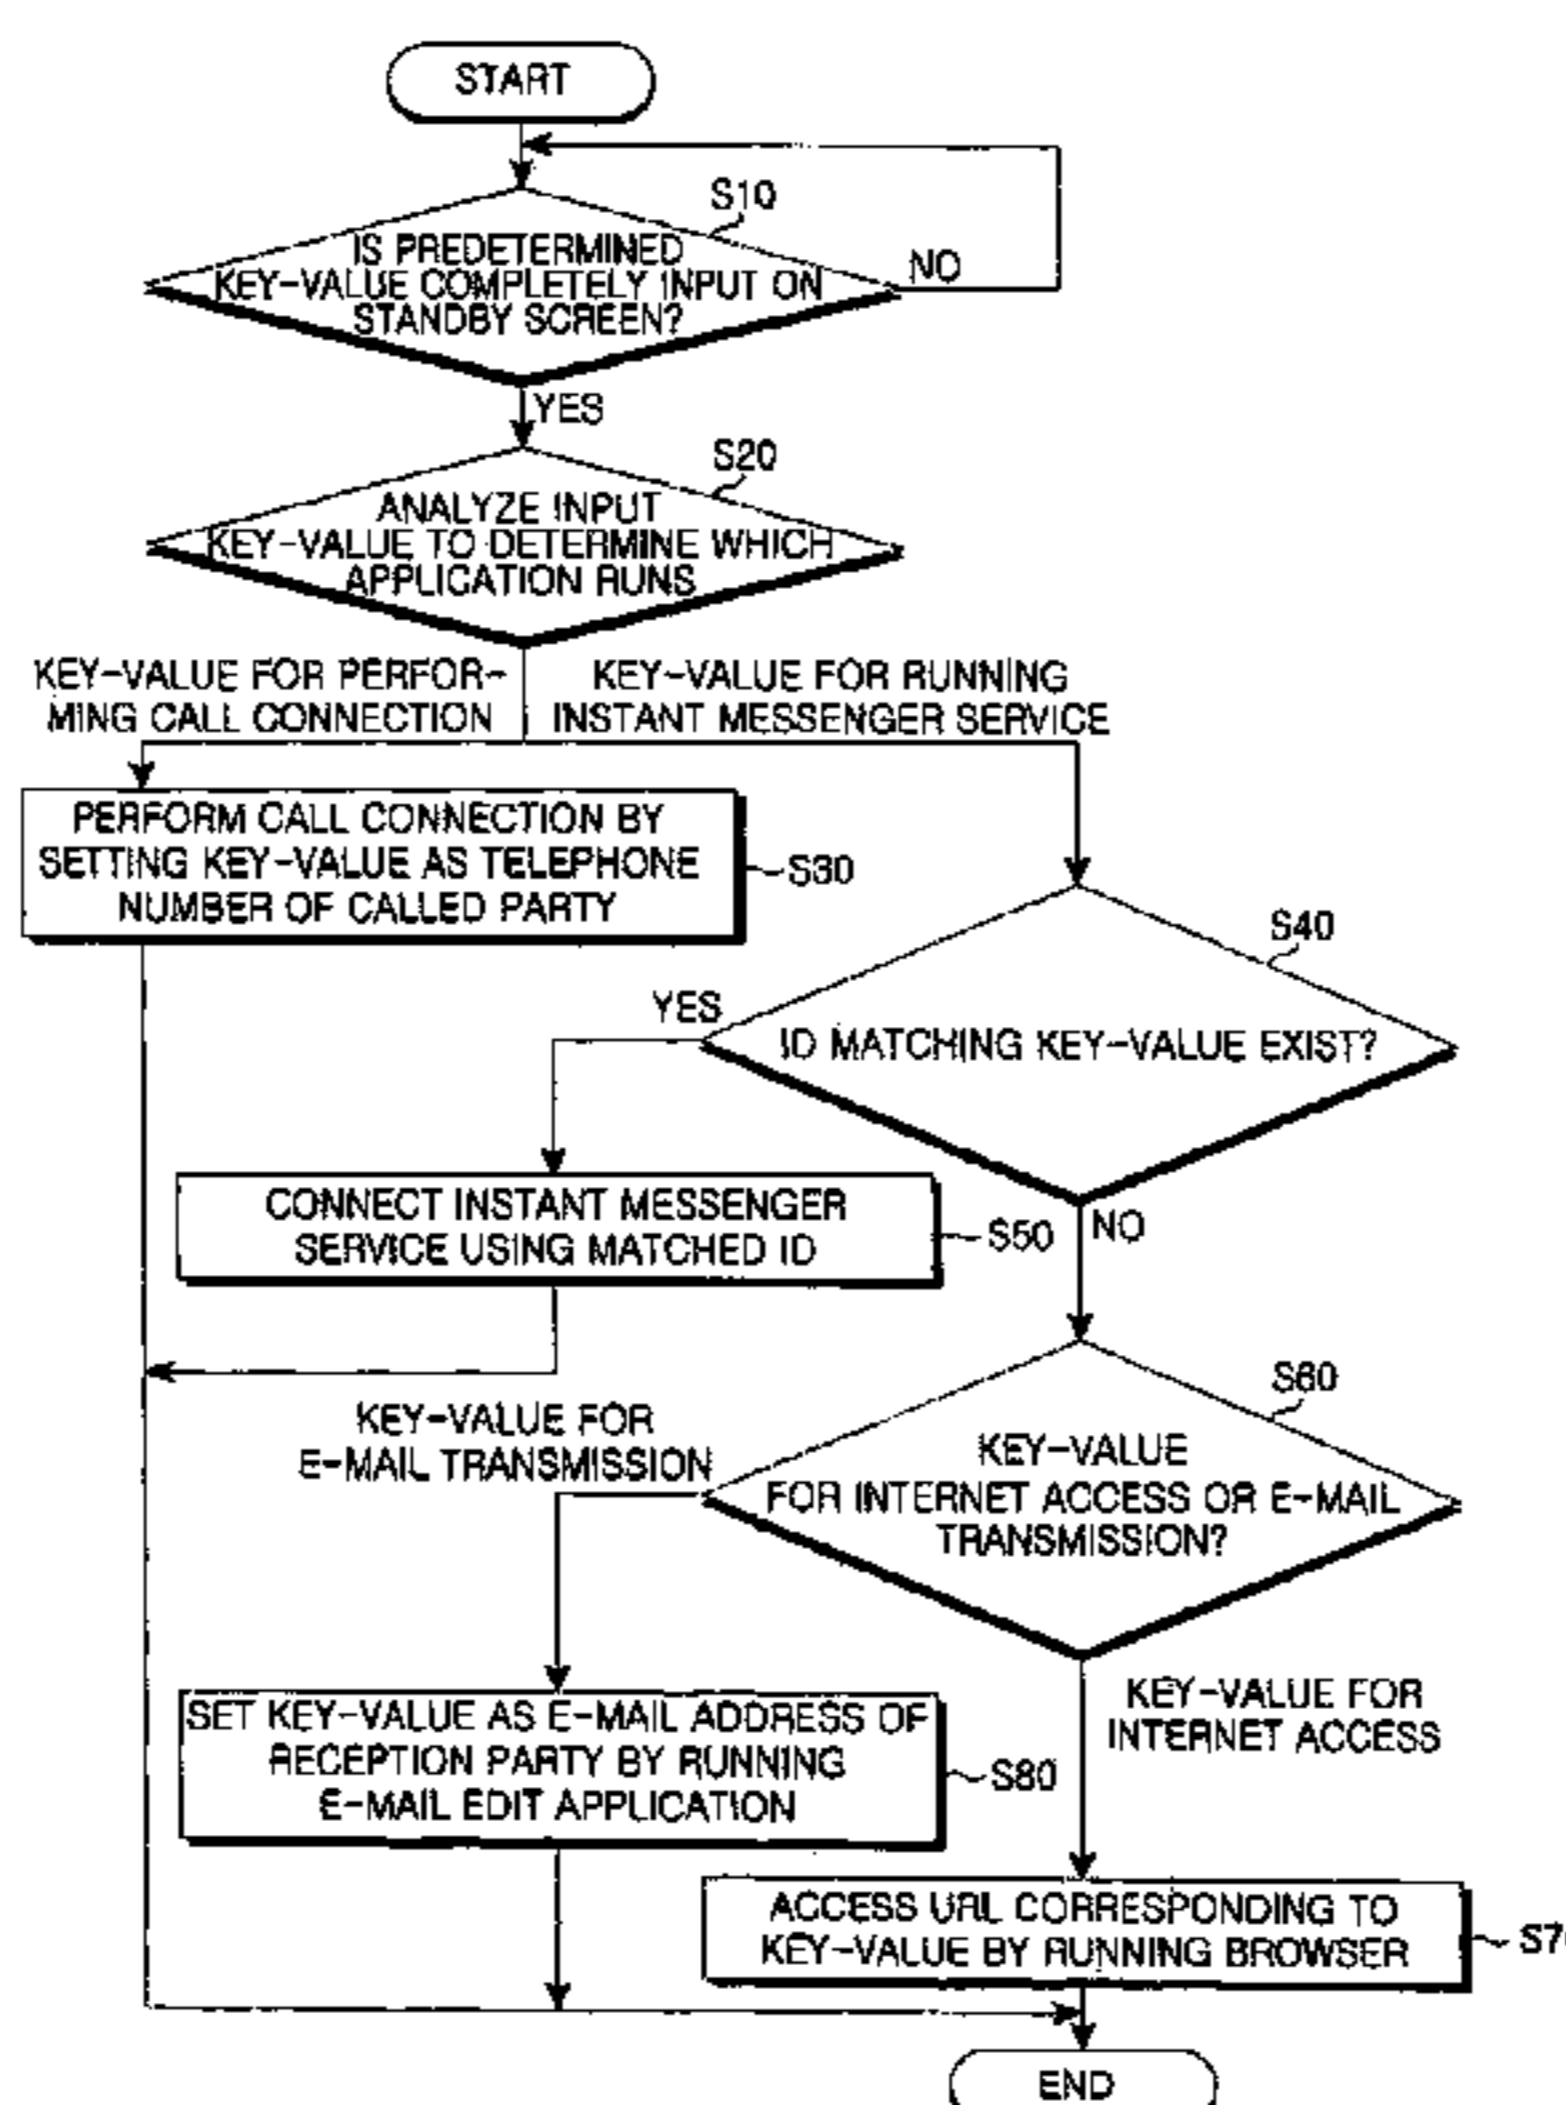 START
S10
IS PREDETERMINED
KEY-VALUE COMPLETELY INPUT ON
STANDBY SCREEN?
NO
YES
S20
ANALYZE INPUT
KEY-VALUE TO DETERMINE WHICH
APPLICATION RUNS
KEY-VALUE FOR PERFOR-
MING CALL CONNECTION
KEY-VALUE FOR RUNNING
INSTANT MESSENGER SERVICE
PERFORM CALL CONNECTION BY
SETTING KEY-VALUE AS TELEPHONE
NUMBER OF CALLED PARTY
S30
S40
YES
ID MATCHING KEY-VALUE EXIST?
CONNECT INSTANT MESSENGER
SERVICE USING MATCHED ID
S50
NO
S60
KEY-VALUE FOR
E-MAIL TRANSMISSION
KEY-VALUE
FOR INTERNET ACCESS OR E-MAIL
TRANSMISSION?
KEY-VALUE FOR
INTERNET ACCESS
SET KEY-VALUE AS E-MAIL ADDRESS OF
RECEPTION PARTY BY RUNNING
E-MAIL EDIT APPLICATION
S80
ACCESS URL CORRESPONDING TO
KEY-VALUE BY RUNNING BROWSER
END